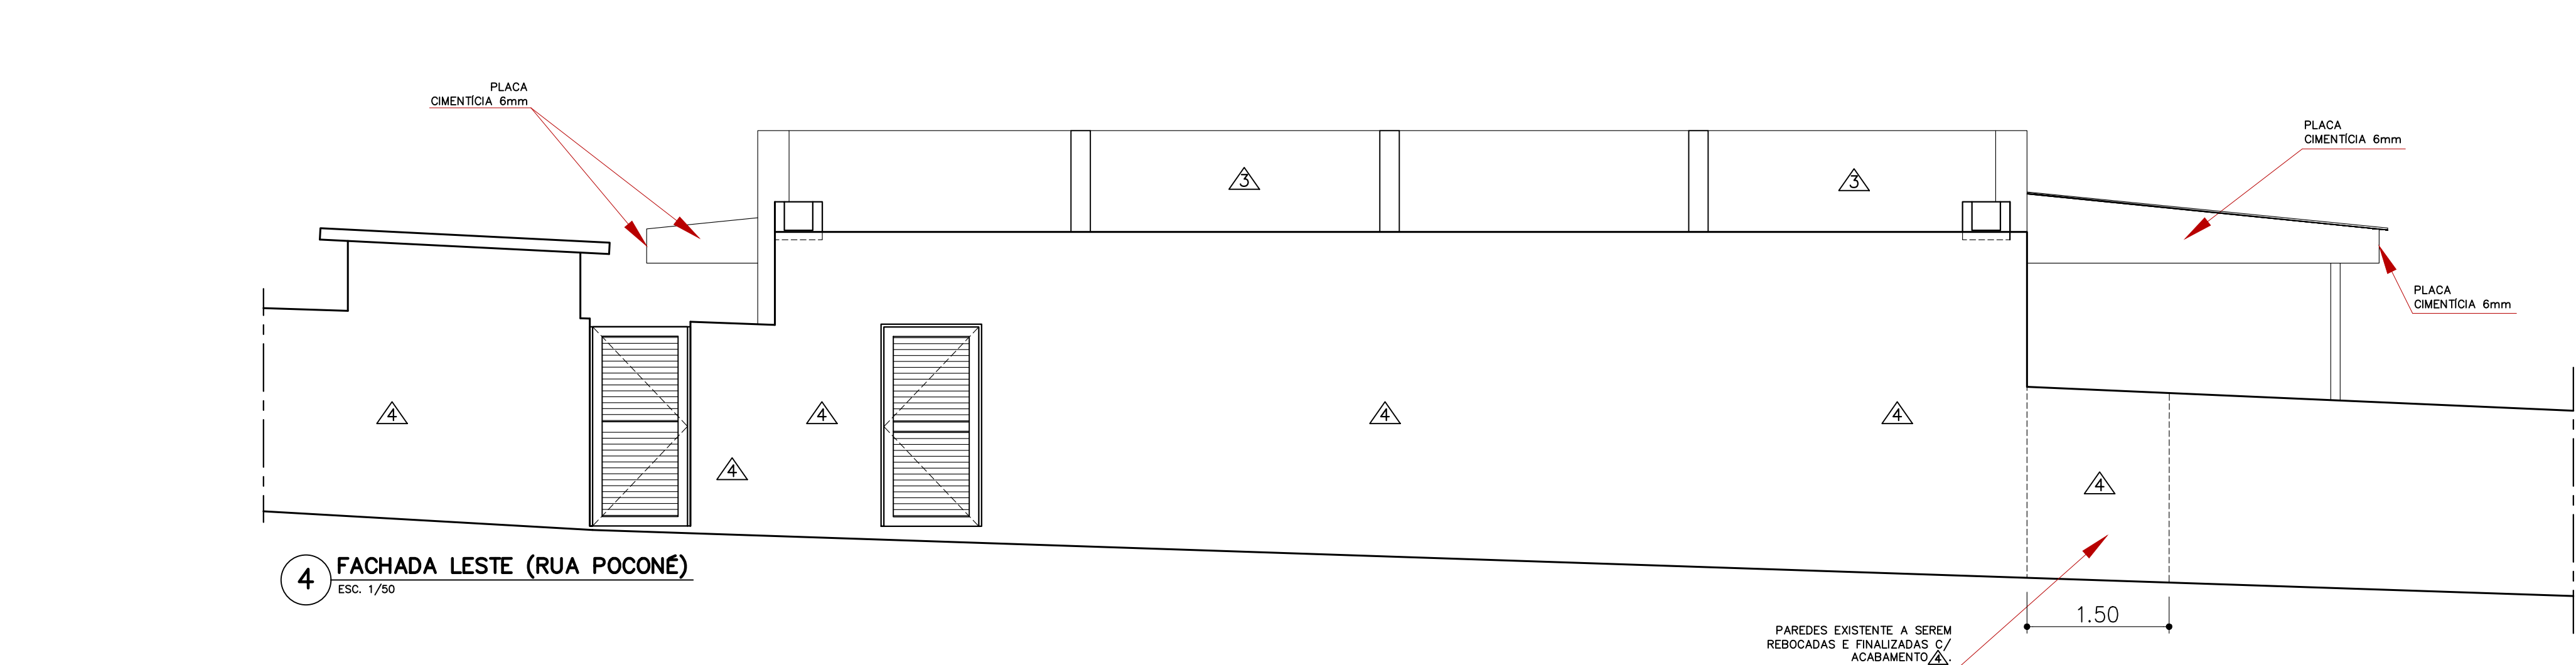 PLACA
CIMENTÍCIA 6mm
PLACA
CIMENTÍCIA 6mm
3
3
PLACA
CIMENTÍCIA 6mm
4
4
4
4
4
4
4
FACHADA LESTE (RUA POCONÉ)
ESC. 1/50
1.50
PAREDES EXISTENTE A SEREM
REBOCADAS E FINALIZADAS C/
ACABAMENTO 4.